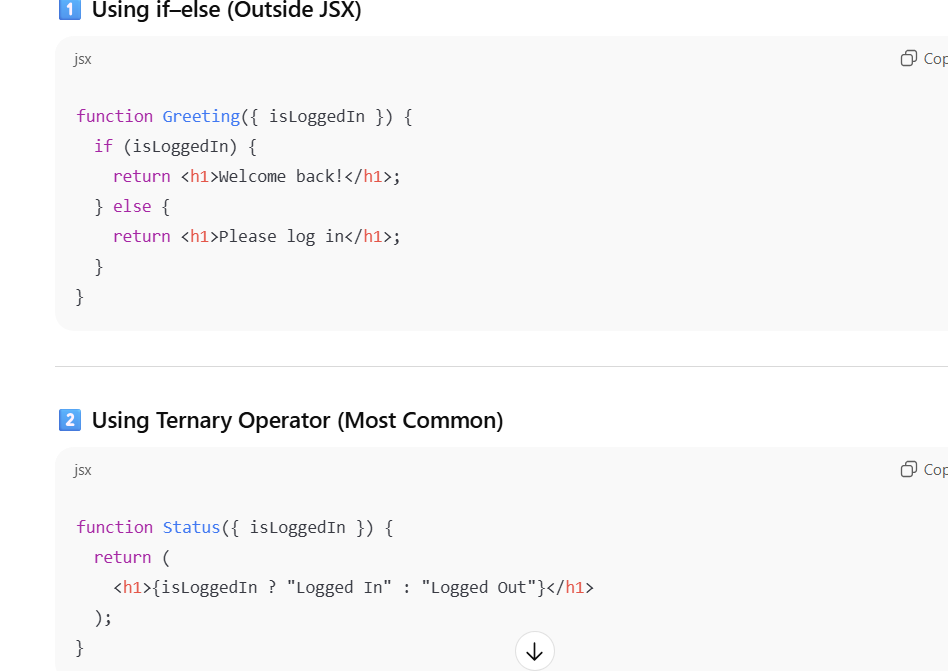 1 Using if–else (Outside JSX)
jsx
Cop
function Greeting({ isLoggedIn }) {
  if (isLoggedIn) {
    return <h1>Welcome back!</h1>;
  } else {
    return <h1>Please log in</h1>;
  }
}
2 Using Ternary Operator (Most Common)
jsx
Cop
function Status({ isLoggedIn }) {
  return (
    <h1>{isLoggedIn ? "Logged In" : "Logged Out"}</h1>
  );
}